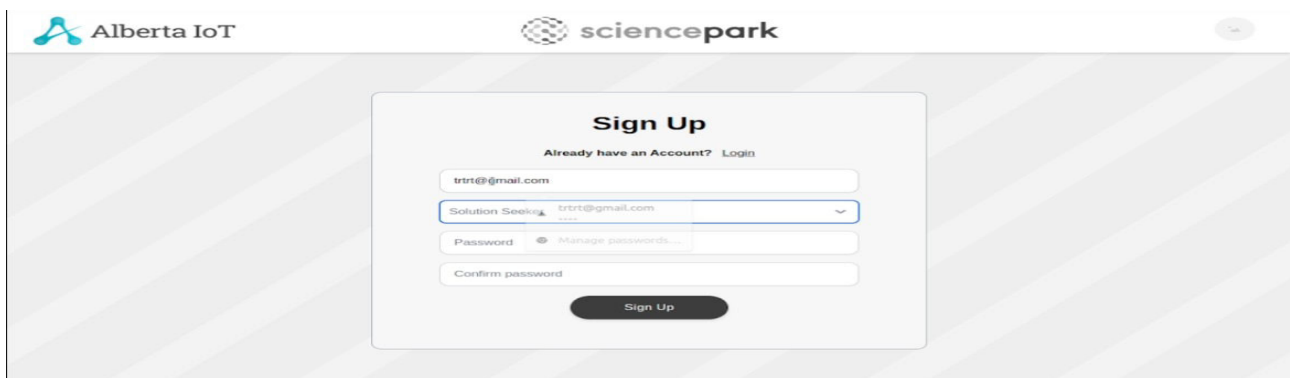 Alberta IoT
sciencepark
Sign Up
Already have an Account? Login
trtrt@gmail.com
Solution Seeker
trtrt@gmail.com
Password
Manage passwords...
Confirm password
Sign Up